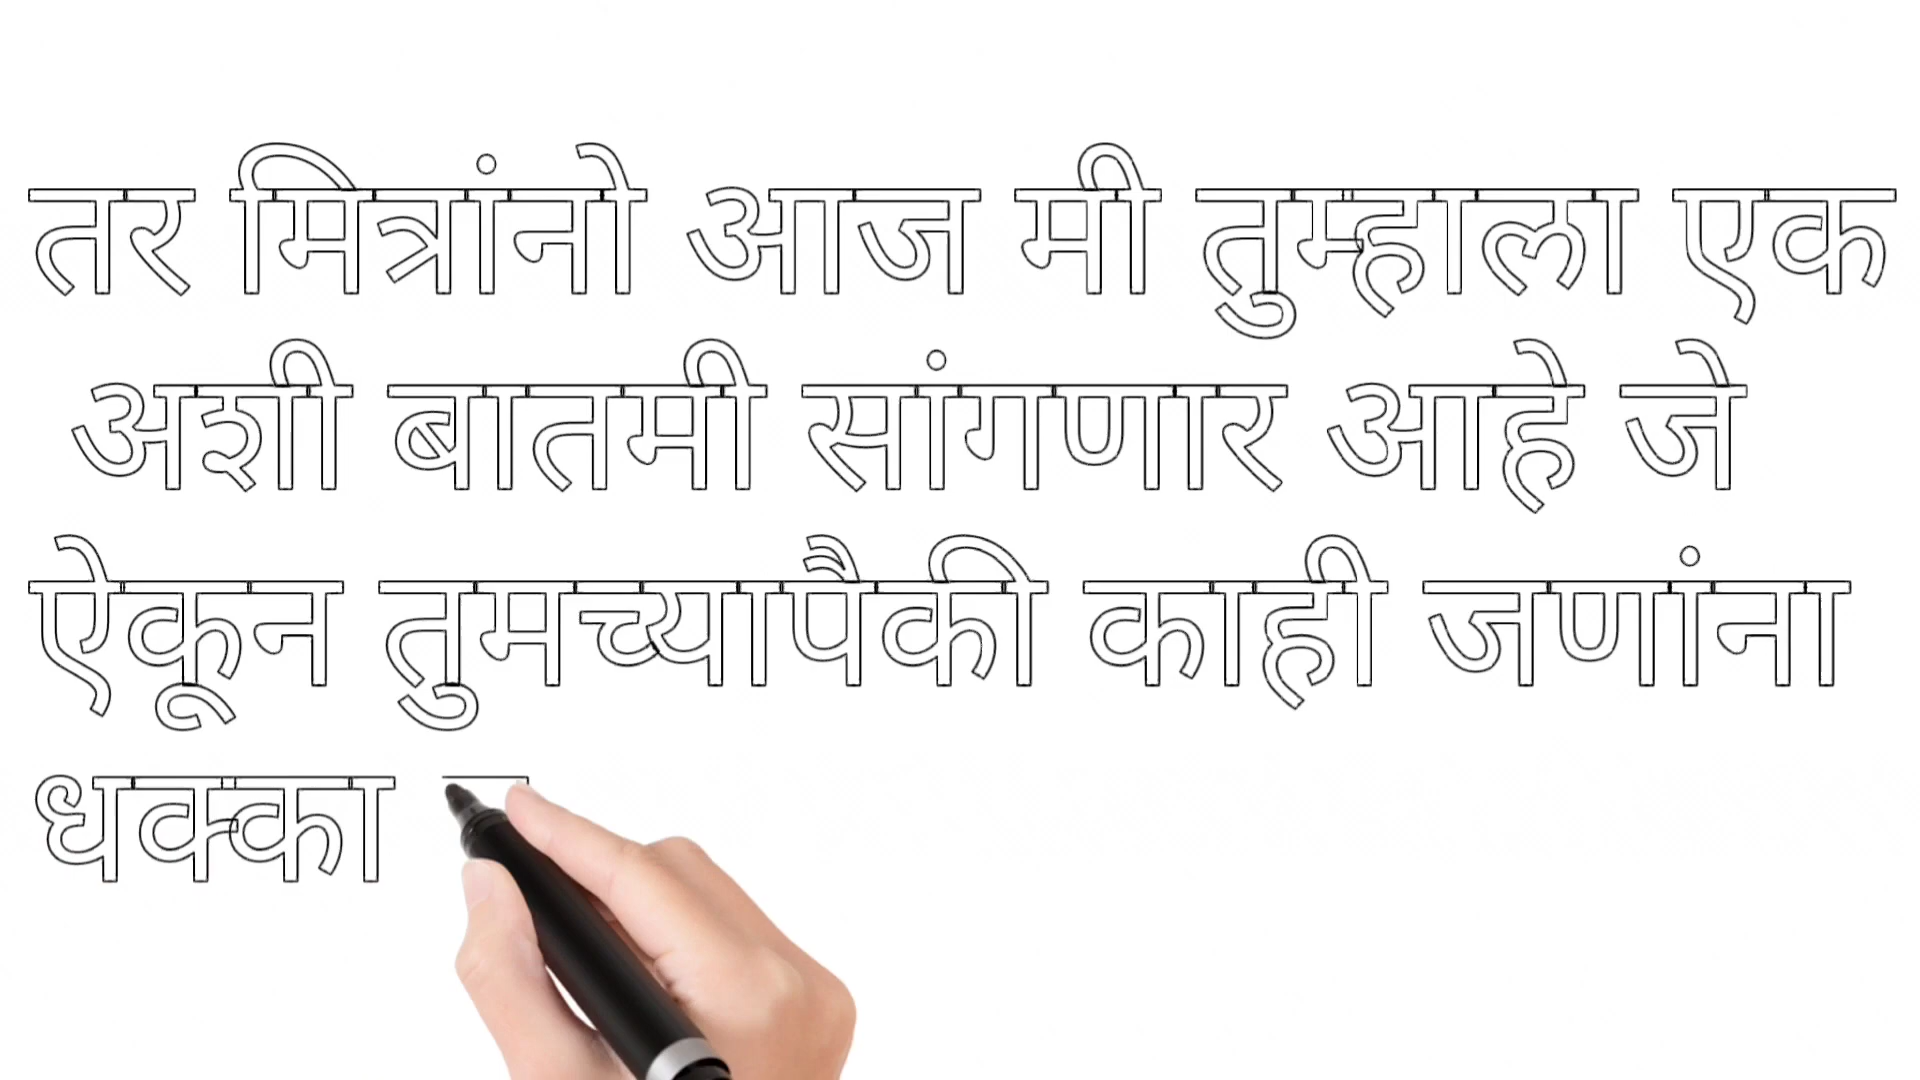 तर मित्रांनो आज मी तुम्हाला एक
अशी बातमी सांगणार आहे जे
ऐकून तुमच्यापैकी काही जणांना
धक्का